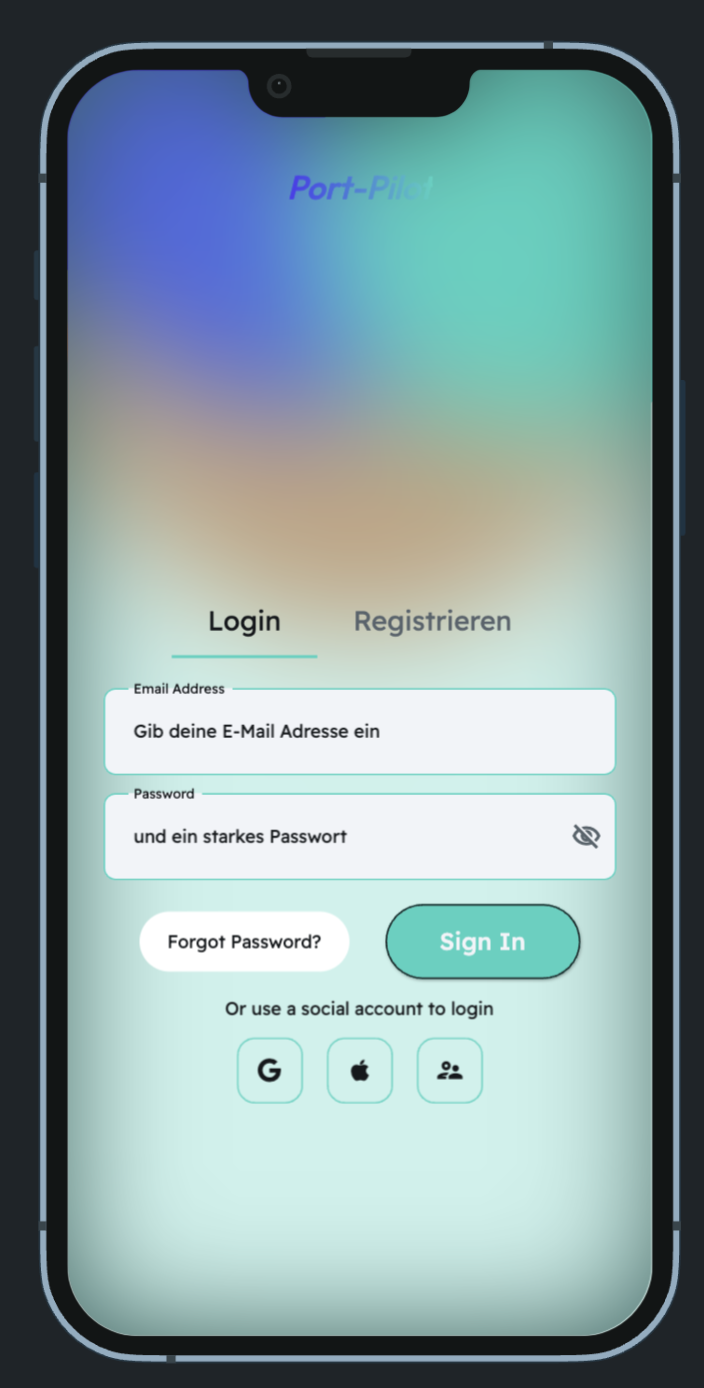 Port-Pilot
Login Registrieren
Email Address
Gib deine E-Mail Adresse ein
Password
und ein starkes Passwort
Forgot Password? Sign In
Or use a social account to login
G